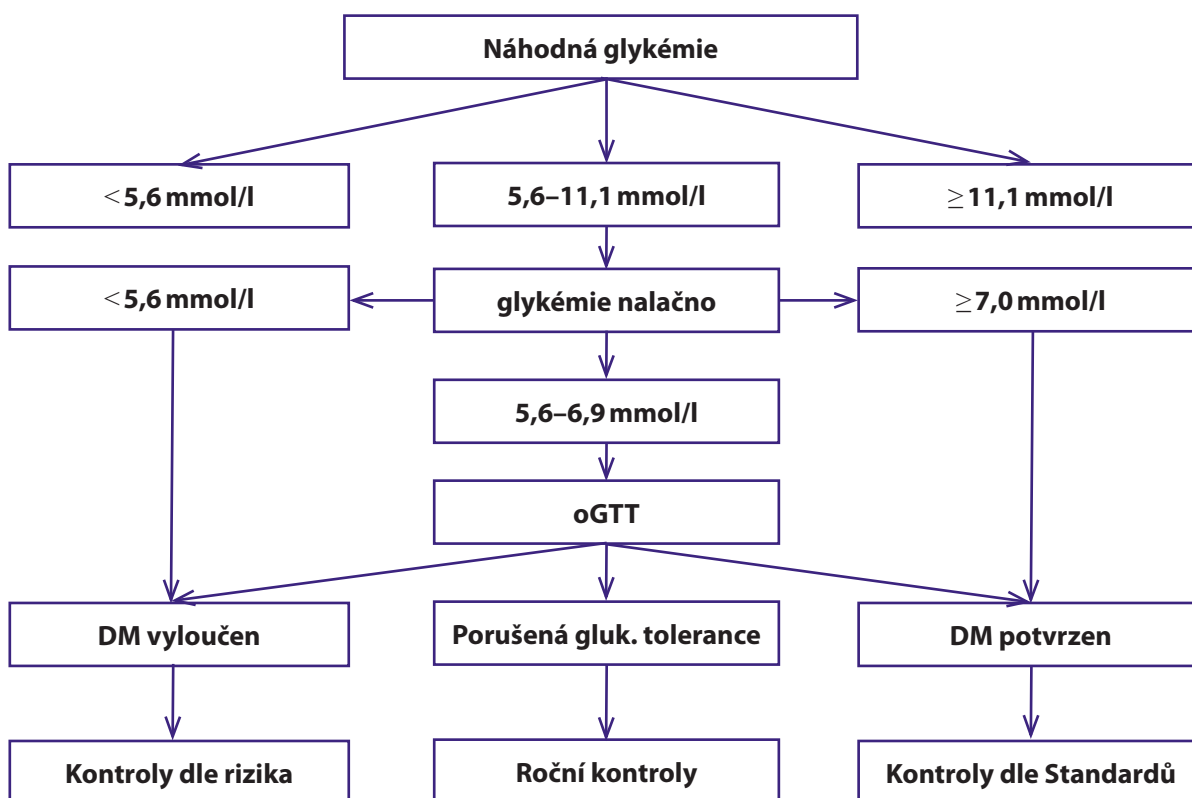 Náhodná glykémie
<5,6 mmol/l
5,6–11,1 mmol/l
≥11,1 mmol/l
<5,6 mmol/l
glykémie nalačno
≥7,0 mmol/l
5,6–6,9 mmol/l
oGTT
DM vyloučen
Porušená gluk. tolerance
DM potvrzen
Kontroly dle rizika
Roční kontroly
Kontroly dle Standardů